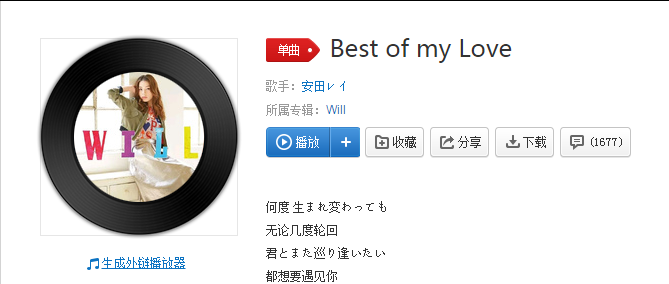 单曲 Best of my Love
歌手：安田レイ
所属专辑：Will
播放 + 收藏 分享 下载 (1677)
WILL
何度 生まれ変わっても
无论几度轮回
君とまた巡り逢いたい
都想要遇见你
生成外链播放器